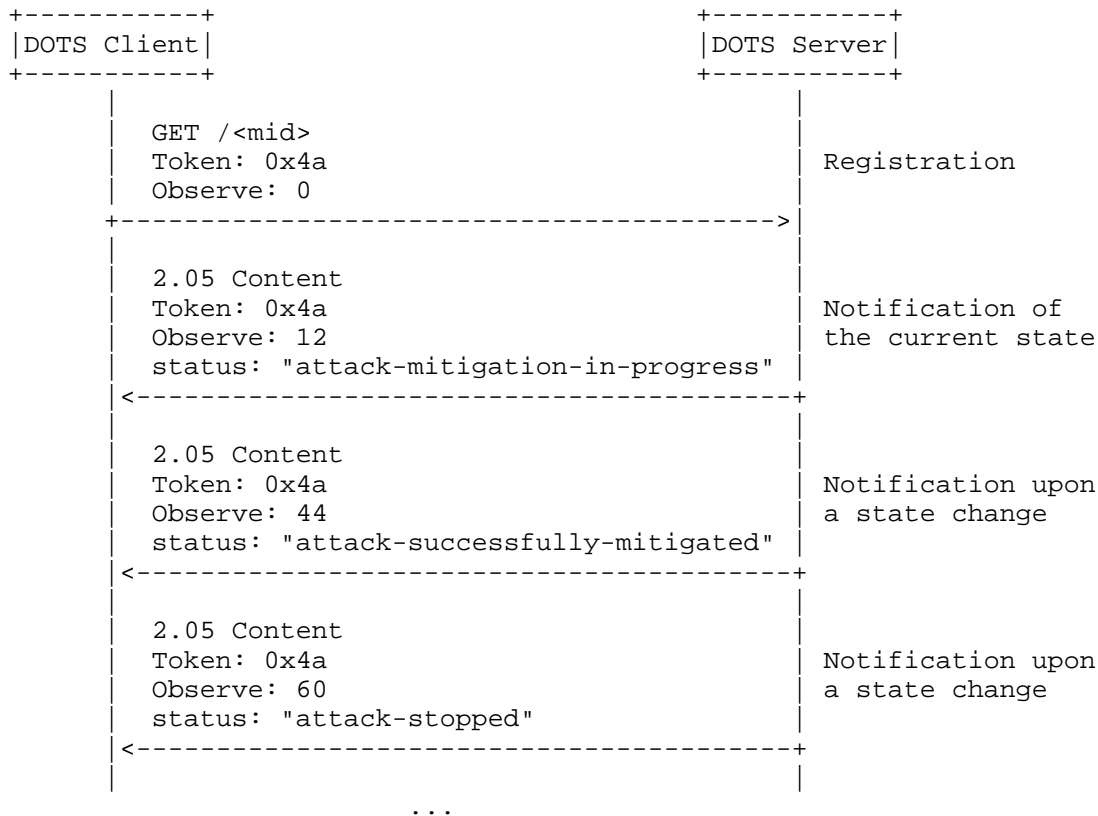 DOTS Client DOTS Server
GET /<mid>
Token: 0x4a Registration
Observe: 0
2.05 Content
Token: 0x4a Notification of
Observe: 12 the current state
status: "attack-mitigation-in-progress"
2.05 Content
Token: 0x4a Notification upon
Observe: 44 a state change
status: "attack-successfully-mitigated"
2.05 Content
Token: 0x4a Notification upon
Observe: 60 a state change
status: "attack-stopped"
...